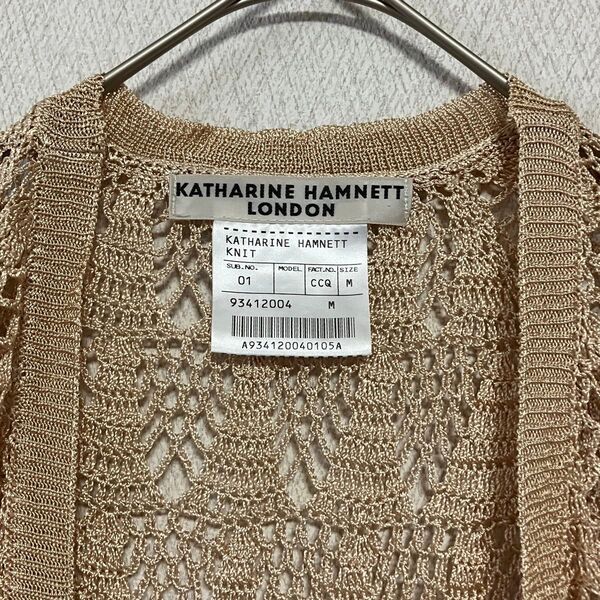 KATHARINE HAMNETT
LONDON
KATHARINE HAMNETT
KNIT
SUB.NO. MODEL FACT.NO. SIZE
01 CCQ M
93412004 M
A934120040105A